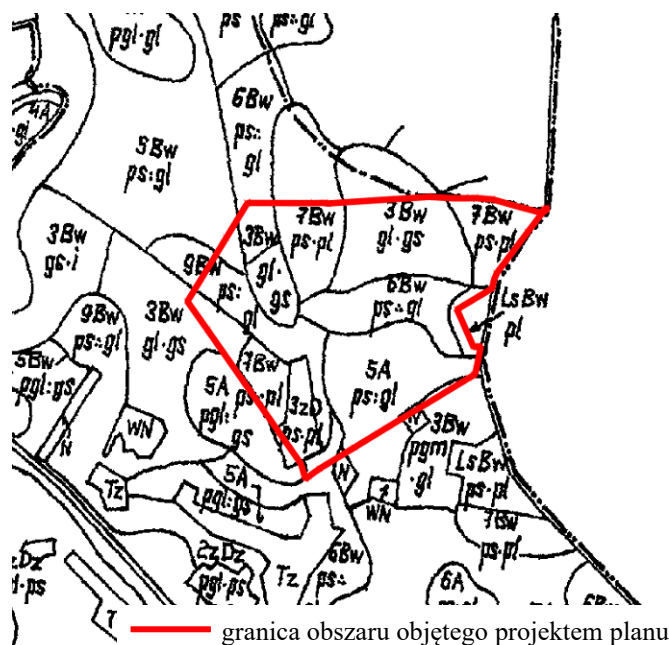 ps
ps:gl
pgl·gl
4A
6Bw
ps:.
gl
5Bw
ps:gl
3Bw
gs·i
3Bw
gl·gs
9Bw
ps:
gl
3Bw
gl·
gs
7Bw
ps·pl
3Bw
gl·gs
7Bw
ps·pl
6Bw
ps:.gl
LsBw
pl
9Bw
ps:.gl
5Bw
pgl:gs
N
WN
Tz
5A
pgl:
gs
7Bw
ps·pl
3zD
ps·pl
5A
ps:gl
N
3Bw
pgm
·gl
LsBw
ps·pl
WN
5A
pgl:gs
7Bw
ps·pl
2zDz
pgl·ps
Tz
6Bw
ps:.
6A
6Bw
granica obszaru objętego projektem planu